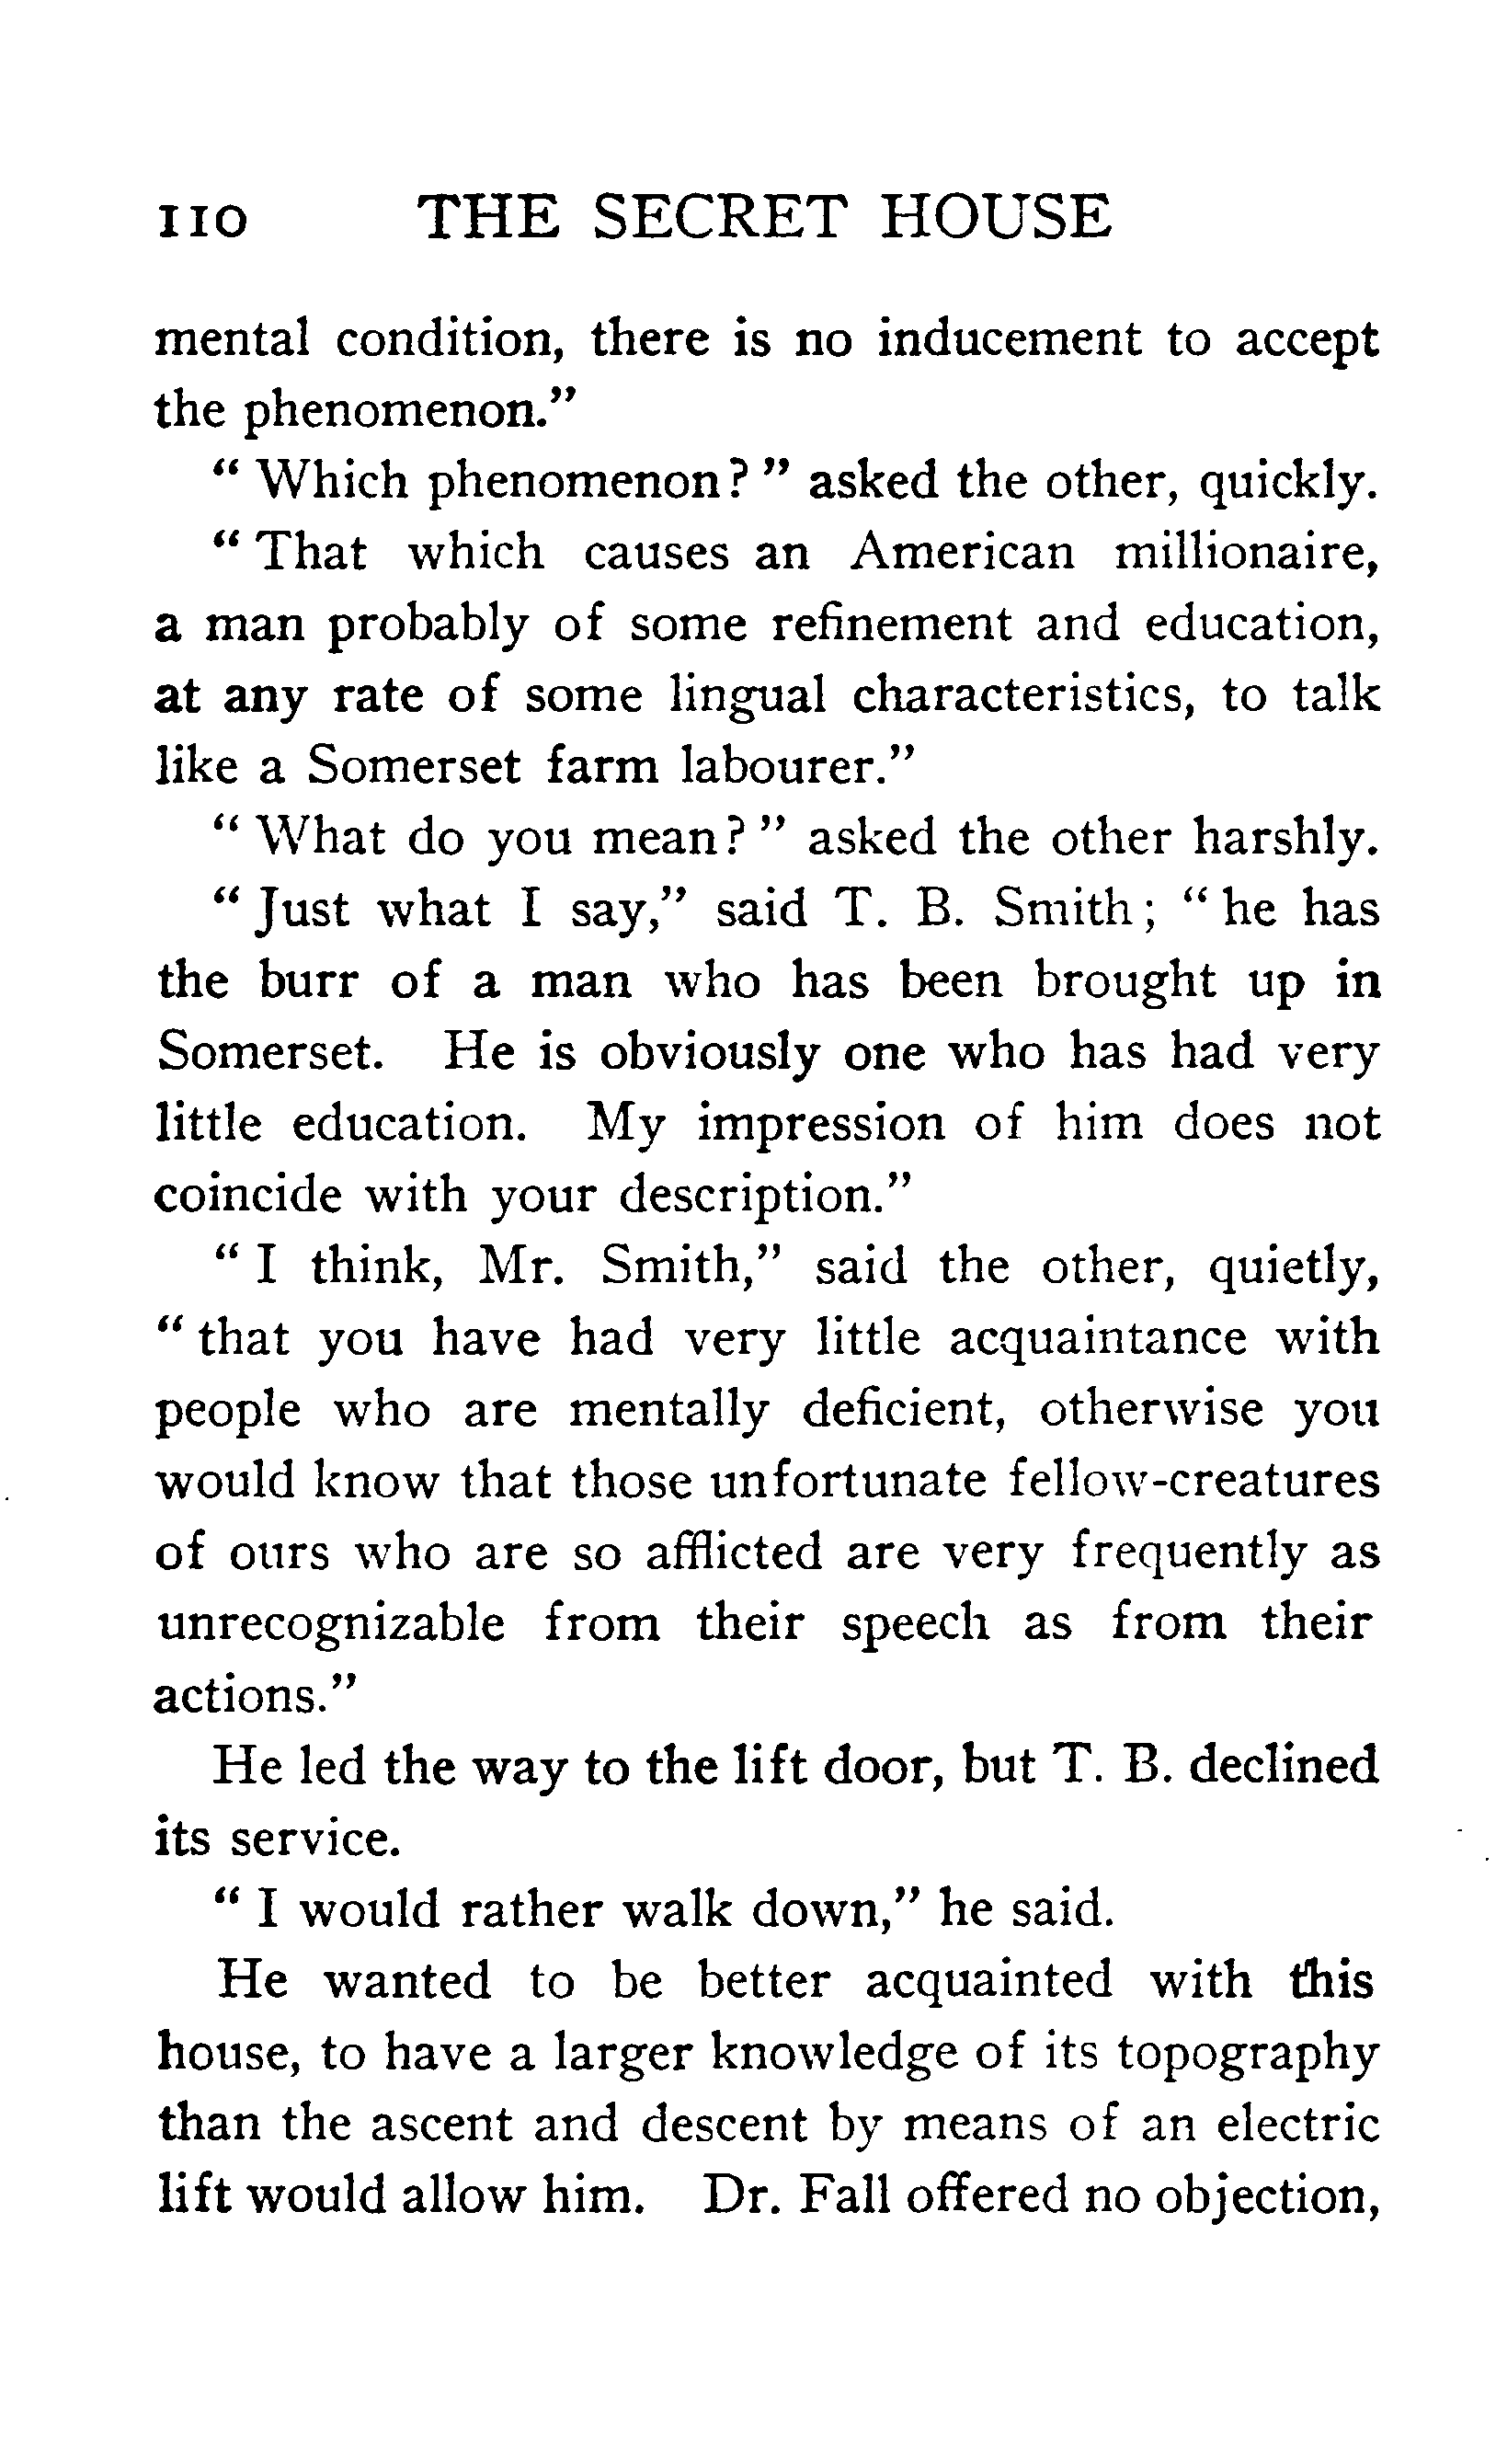 110 THE SECRET HOUSE
mental condition, there is no inducement to accept
the phenomenon."
"Which phenomenon?" asked the other, quickly.
"That which causes an American millionaire,
a man probably of some refinement and education,
at any rate of some lingual characteristics, to talk
like a Somerset farm labourer."
"What do you mean?" asked the other harshly.
"Just what I say," said T. B. Smith; "he has
the burr of a man who has been brought up in
Somerset. He is obviously one who has had very
little education. My impression of him does not
coincide with your description."
"I think, Mr. Smith," said the other, quietly,
"that you have had very little acquaintance with
people who are mentally deficient, otherwise you
would know that those unfortunate fellow-creatures
of ours who are so afflicted are very frequently as
unrecognizable from their speech as from their
actions."
He led the way to the lift door, but T. B. declined
its service.
"I would rather walk down," he said.
He wanted to be better acquainted with this
house, to have a larger knowledge of its topography
than the ascent and descent by means of an electric
lift would allow him. Dr. Fall offered no objection,